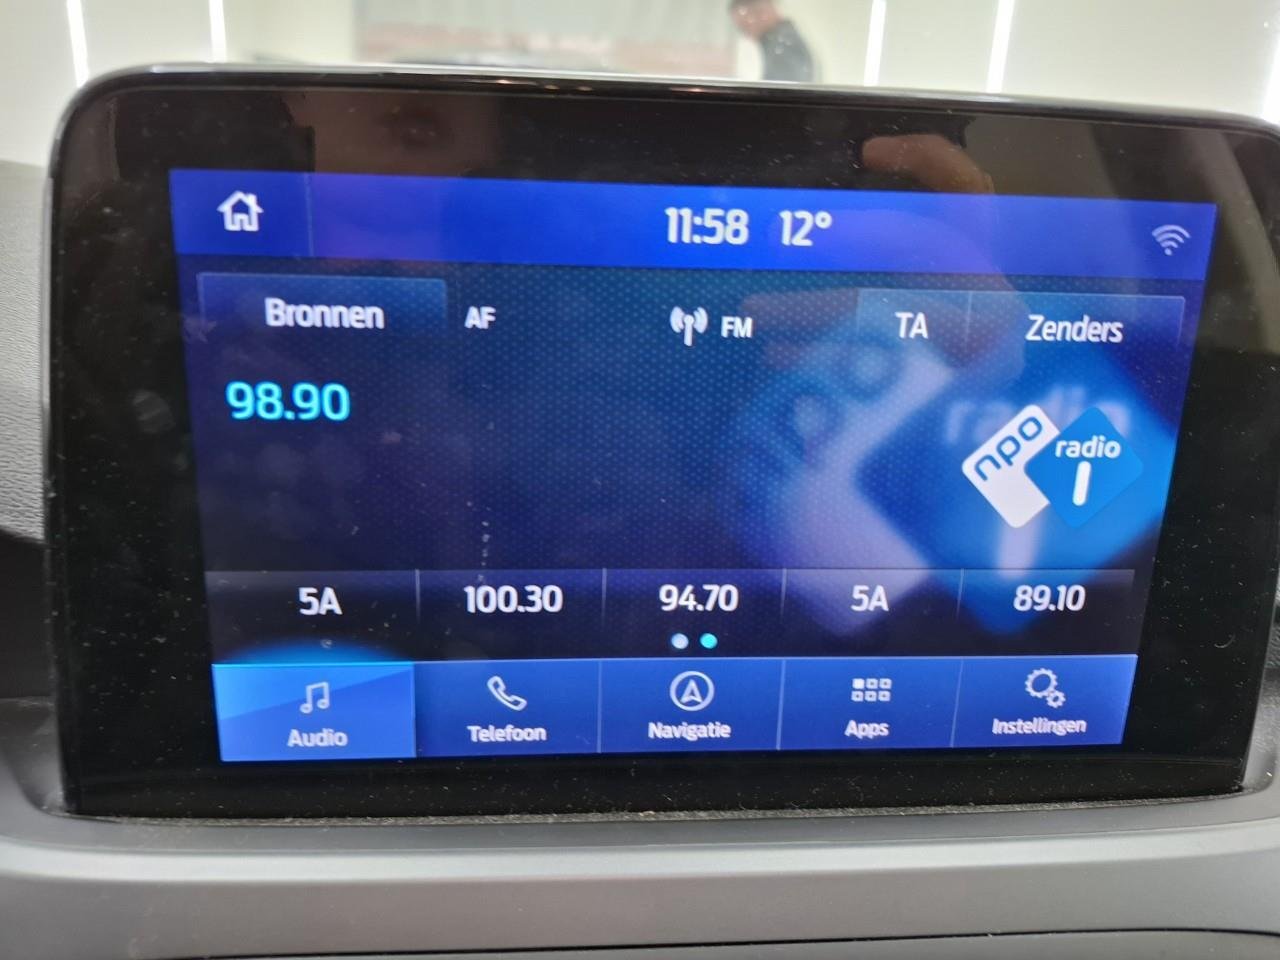 11:58 12°
Bronnen AF FM TA Zenders
98.90
radio
npo radio 1
5A 100.30 94.70 5A 89.10
Audio Telefoon Navigatie Apps Instellingen